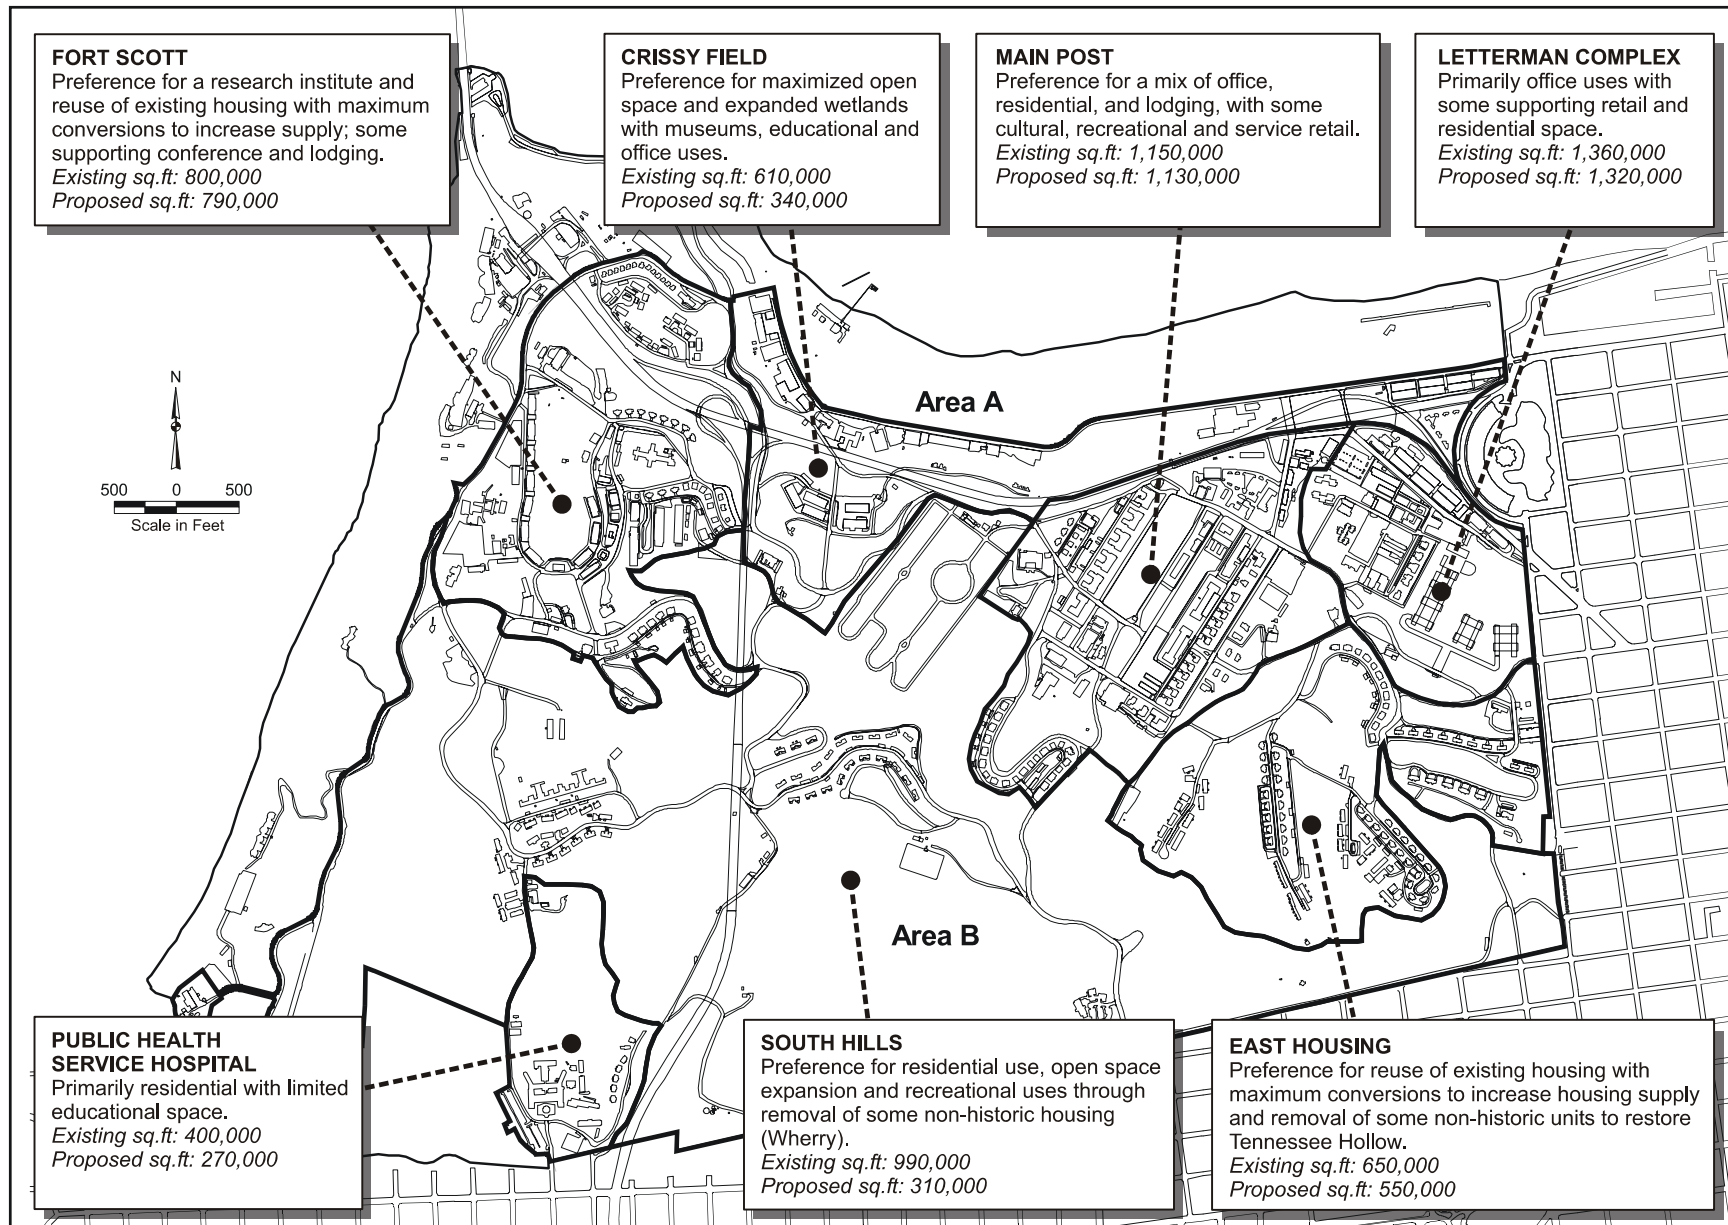 FORT SCOTT
Preference for a research institute and
reuse of existing housing with maximum
conversions to increase supply; some
supporting conference and lodging.
Existing sq.ft: 800,000
Proposed sq.ft: 790,000
CRISSY FIELD
Preference for maximized open
space and expanded wetlands
with museums, educational and
office uses.
Existing sq.ft: 610,000
Proposed sq.ft: 340,000
MAIN POST
Preference for a mix of office,
residential, and lodging, with some
cultural, recreational and service retail.
Existing sq.ft: 1,150,000
Proposed sq.ft: 1,130,000
LETTERMAN COMPLEX
Primarily office uses with
some supporting retail and
residential space.
Existing sq.ft: 1,360,000
Proposed sq.ft: 1,320,000
Area A
N
500 0 500
Scale in Feet
Area B
PUBLIC HEALTH
SERVICE HOSPITAL
Primarily residential with limited
educational space.
Existing sq.ft: 400,000
Proposed sq.ft: 270,000
SOUTH HILLS
Preference for residential use, open space
expansion and recreational uses through
removal of some non-historic housing
(Wherry).
Existing sq.ft: 990,000
Proposed sq.ft: 310,000
EAST HOUSING
Preference for reuse of existing housing with
maximum conversions to increase housing supply
and removal of some non-historic units to restore
Tennessee Hollow.
Existing sq.ft: 650,000
Proposed sq.ft: 550,000